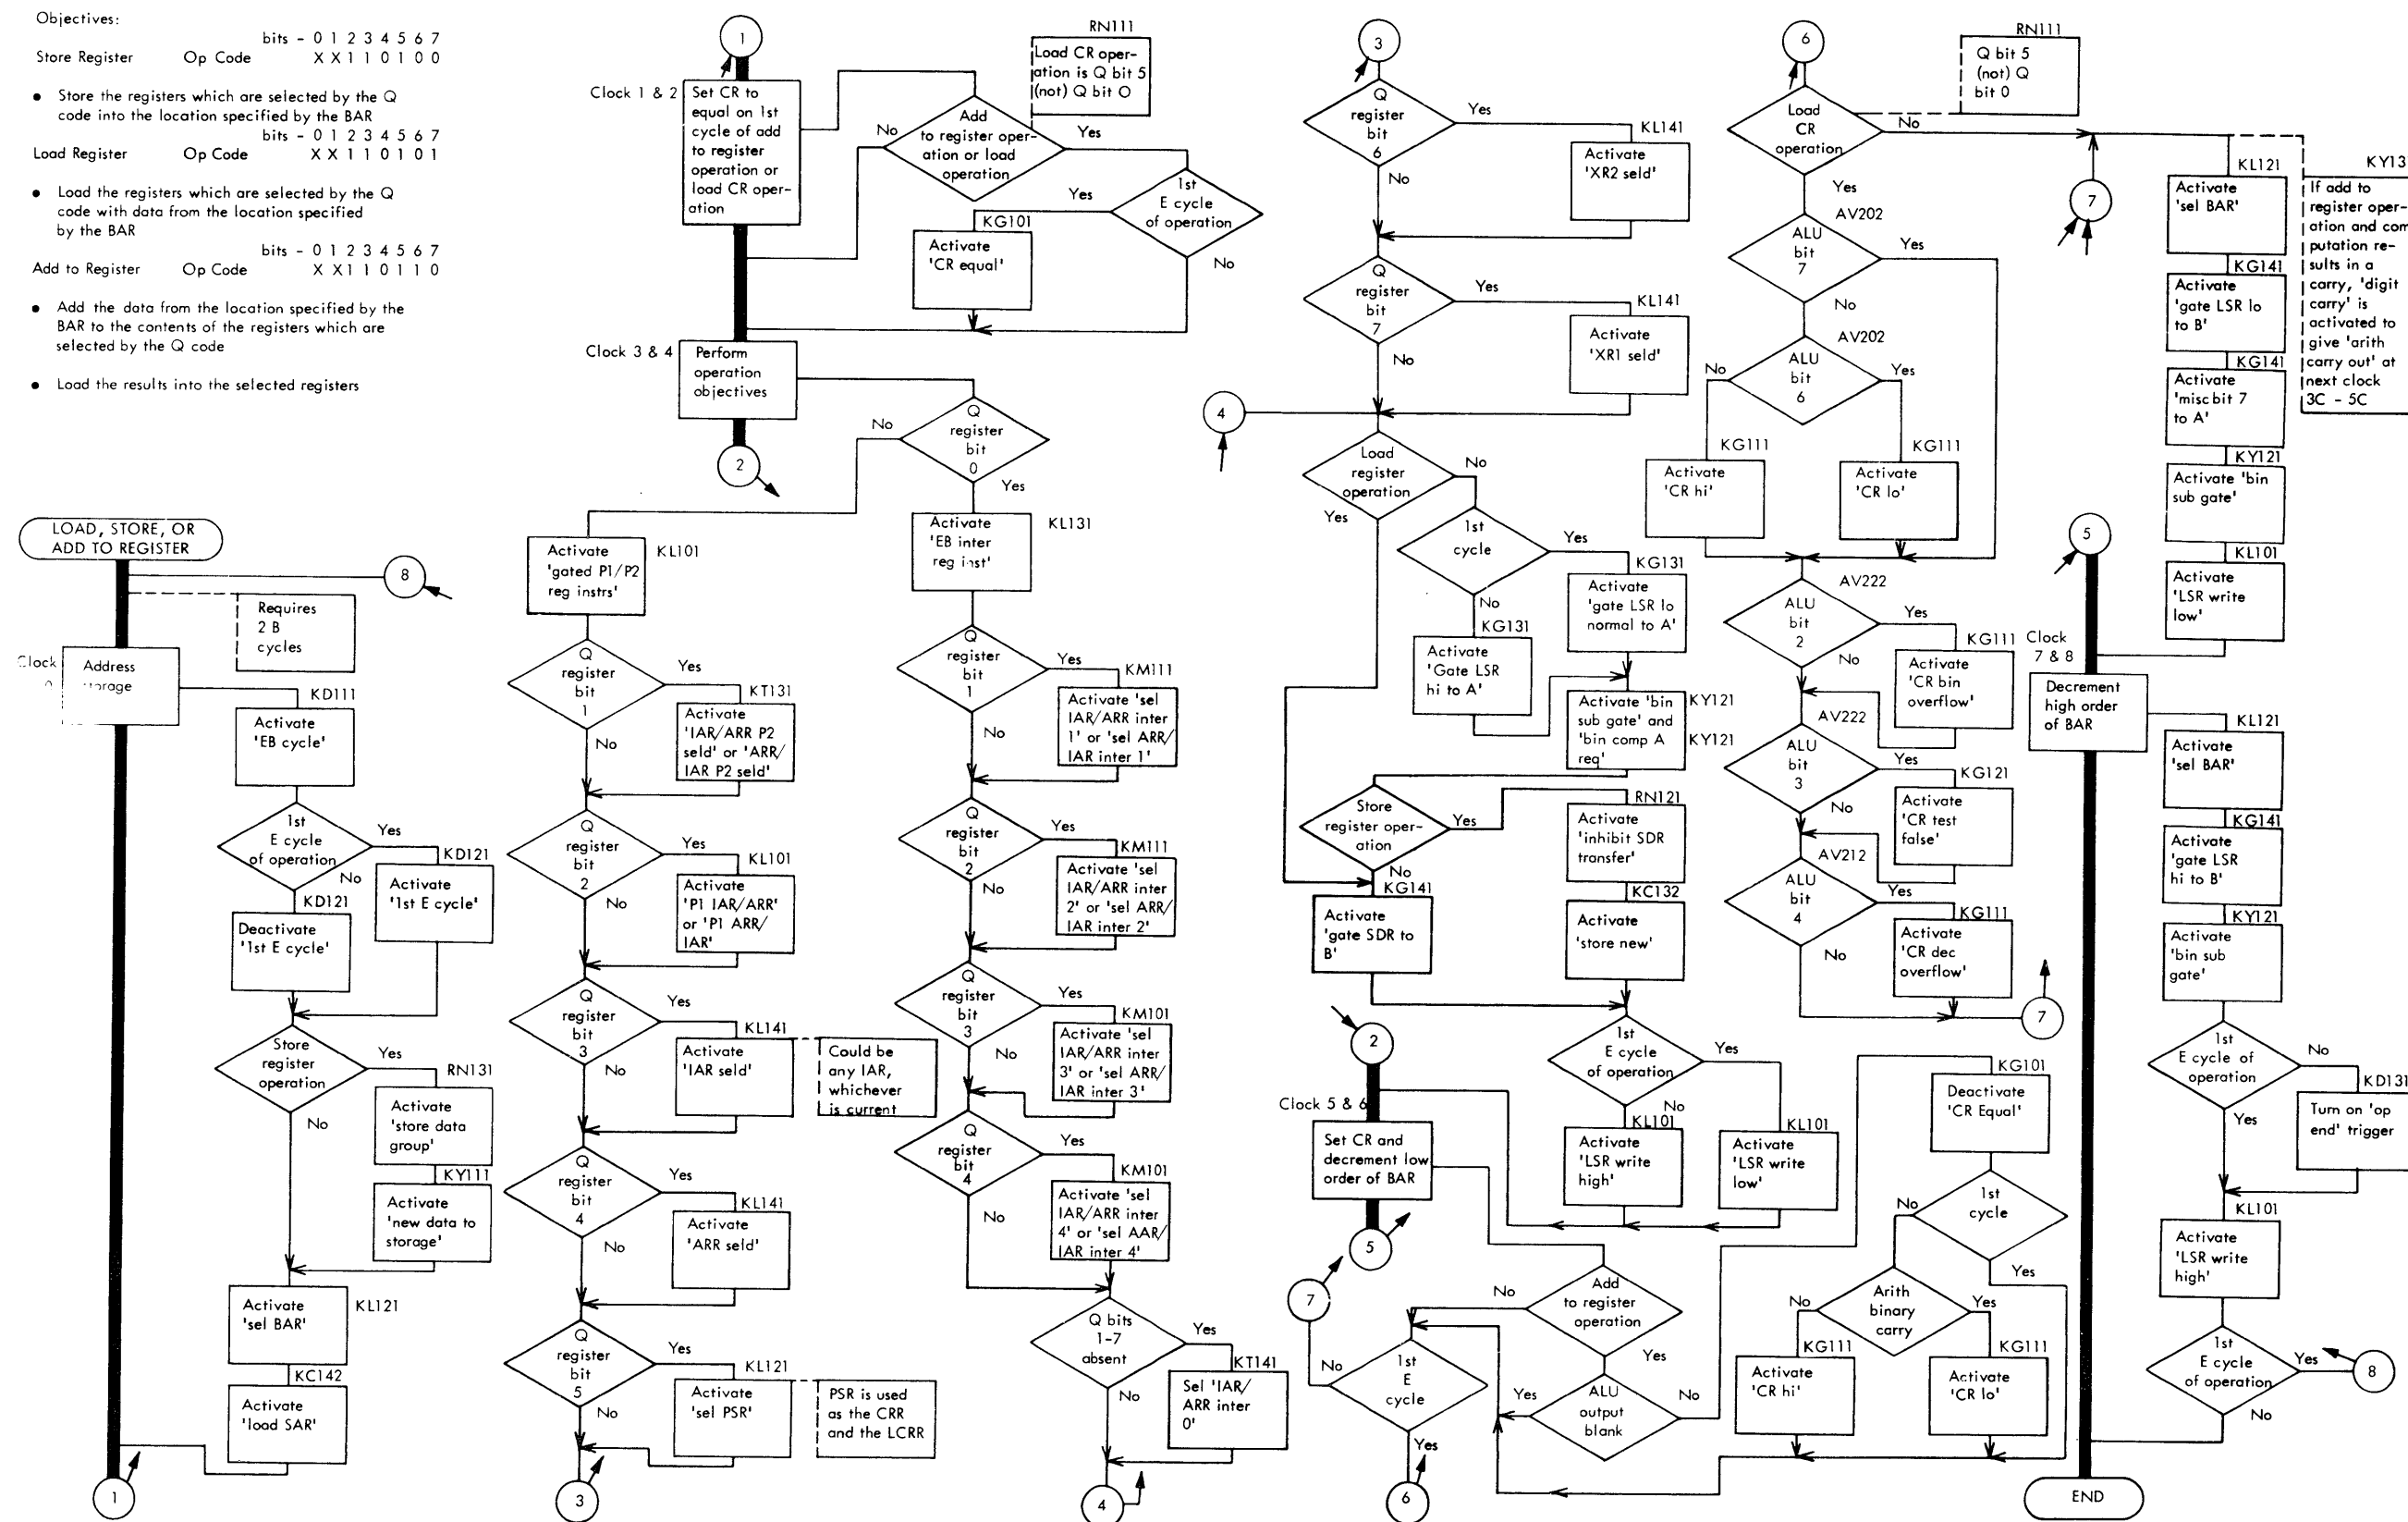 Objectives:
bits - 0 1 2 3 4 5 6 7
Store Register Op Code X X 1 1 0 1 0 0
• Store the registers which are selected by the Q
code into the location specified by the BAR
bits - 0 1 2 3 4 5 6 7
Load Register Op Code X X 1 1 0 1 0 1
• Load the registers which are selected by the Q
code with data from the location specified
by the BAR
bits - 0 1 2 3 4 5 6 7
Add to Register Op Code X X 1 1 0 1 1 0
• Add the data from the location specified by the
BAR to the contents of the registers which are
selected by the Q code
• Load the results into the selected registers
LOAD, STORE, OR
ADD TO REGISTER
8
Requires
2 B
cycles
Clock
Address
KD111
Activate
'EB cycle'
1st
E cycle
of operation
Yes
No
KD121
Activate
'1st E cycle'
KD121
Deactivate
'1st E cycle'
Store
register
operation
Yes
No
RN131
Activate
'store data
group'
KY111
Activate
'new data to
storage'
Activate
'sel BAR'
KL121
KC142
Activate
'load SAR'
1
1
Clock 1 & 2
Set CR to
equal on 1st
cycle of add
to register
operation or
load CR oper-
ation
RN111
Load CR oper-
ation is Q bit 5
(not) Q bit O
Add
to register oper-
ation or load
operation
No
Yes
1st
E cycle
of operation
Yes
No
KG101
Activate
'CR equal'
Clock 3 & 4
Perform
operation
objectives
2
Q
register
bit
0
No
Yes
Activate
'gated P1/P2
reg instrs'
KL101
Q
register
bit
1
Yes
No
KT131
Activate
'IAR/ARR P2
seld' or 'ARR/
IAR P2 seld'
Q
register
bit
2
Yes
No
KL101
Activate
'P1 IAR/ARR'
or 'P1 ARR/
IAR'
Q
register
bit
3
Yes
No
KL141
Activate
'IAR seld'
Could be
any IAR,
whichever
is current
Q
register
bit
4
Yes
No
KL141
Activate
'ARR seld'
Q
register
bit
5
Yes
No
KL121
Activate
'sel PSR'
PSR is used
as the CRR
and the LCRR
3
Activate
'EB inter
reg inst'
KL131
Q
register
bit
1
Yes
No
KM111
Activate 'sel
IAR/ARR inter
1' or 'sel ARR/
IAR inter 1'
Q
register
bit
2
Yes
No
KM111
Activate 'sel
IAR/ARR inter
2' or 'sel ARR/
IAR inter 2'
Q
register
bit
3
Yes
No
KM101
Activate 'sel
IAR/ARR inter
3' or 'sel ARR/
IAR inter 3'
Q
register
bit
4
Yes
No
KM101
Activate 'sel
IAR/ARR inter
4' or 'sel AAR/
IAR inter 4'
Q bits
1-7
absent
Yes
No
KT141
Sel 'IAR/
ARR inter
0'
4
3
Q
register
bit
6
Yes
No
KL141
Activate
'XR2 seld'
Q
register
bit
7
Yes
No
KL141
Activate
'XR1 seld'
4
Load
register
operation
No
Yes
1st
cycle
Yes
No
KG131
Activate
'gate LSR lo
normal to A'
KG131
Activate
'Gate LSR
hi to A'
Activate 'bin
sub gate' and
'bin comp A
req'
KY121
KY121
Store
register oper-
ation
Yes
No
RN121
Activate
'inhibit SDR
transfer'
KC132
Activate
'store new'
KG141
Activate
'gate SDR to
B'
1st
E cycle
of operation
Yes
No
KL101
Activate
'LSR write
high'
KL101
Activate
'LSR write
low'
2
Clock 5 & 6
Set CR and
decrement low
order of BAR
5
Add
to register
operation
No
Yes
ALU
output
blank
Yes
No
7
1st
E
cycle
No
Yes
6
KG101
Deactivate
'CR Equal'
1st
cycle
No
Yes
Arith
binary
carry
No
Yes
KG111
Activate
'CR hi'
KG111
Activate
'CR lo'
6
RN111
Q bit 5
(not) Q
bit 0
Load
CR
operation
No
Yes
AV202
ALU
bit
7
Yes
No
AV202
ALU
bit
6
No
Yes
KG111
Activate
'CR hi'
KG111
Activate
'CR lo'
AV222
ALU
bit
2
Yes
No
KG111
Activate
'CR bin
overflow'
AV222
ALU
bit
3
Yes
No
KG121
Activate
'CR test
false'
AV212
ALU
bit
4
Yes
No
KG111
Activate
'CR dec
overflow'
7
7
KL121
Activate
'sel BAR'
KG141
Activate
'gate LSR lo
to B'
KG141
Activate
'misc bit 7
to A'
KY121
Activate 'bin
sub gate'
KL101
Activate
'LSR write
low'
KY13
If add to
register oper-
ation and com
putation re-
sults in a
carry, 'digit
carry' is
activated to
give 'arith
carry out' at
next clock
3C - 5C
5
Clock
7 & 8
Decrement
high order
of BAR
KL121
Activate
'sel BAR'
KG141
Activate
'gate LSR
hi to B'
KY121
Activate
'bin sub
gate'
1st
E cycle of
operation
No
Yes
KD131
Turn on 'op
end' trigger
KL101
Activate
'LSR write
high'
1st
E cycle
of operation
Yes
No
8
END